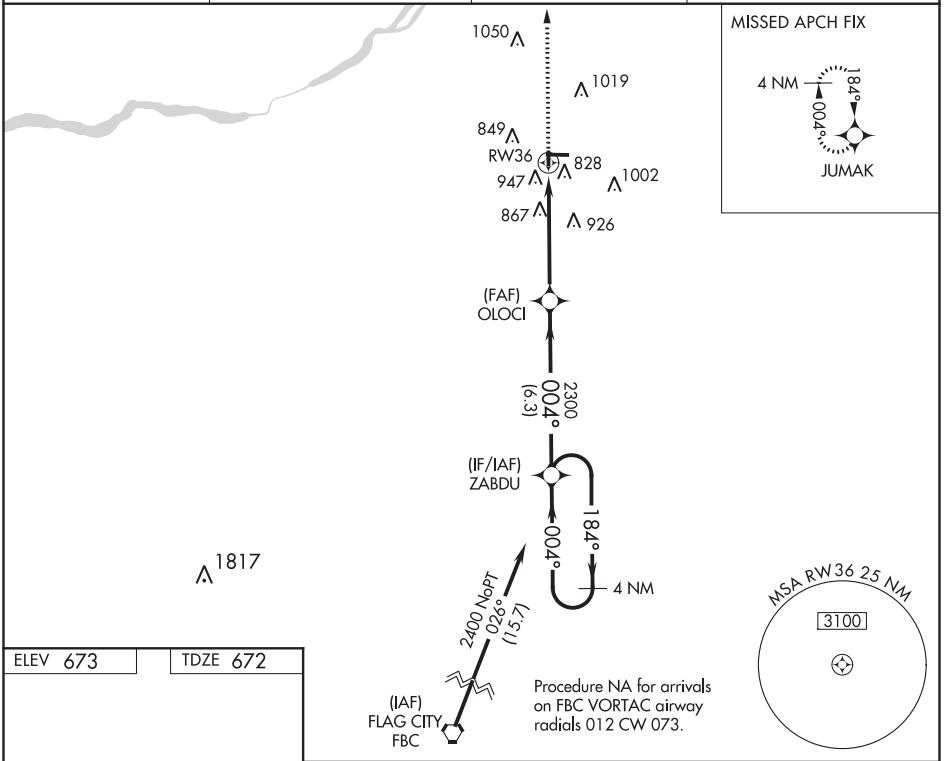 MISSED APCH FIX
4 NM
184°
004°
JUMAK
1050
1019
849
RW36
828
947
1002
867
926
(FAF)
OLOCI
2300
004°
(6.3)
(IF/IAF)
ZABDU
184°
004°
4 NM
1817
2400 NoPT
026°
(15.7)
MSA RW36 25 NM
3100
ELEV 673
TDZE 672
(IAF)
FLAG CITY
FBC
Procedure NA for arrivals
on FBC VORTAC airway
radials 012 CW 073.